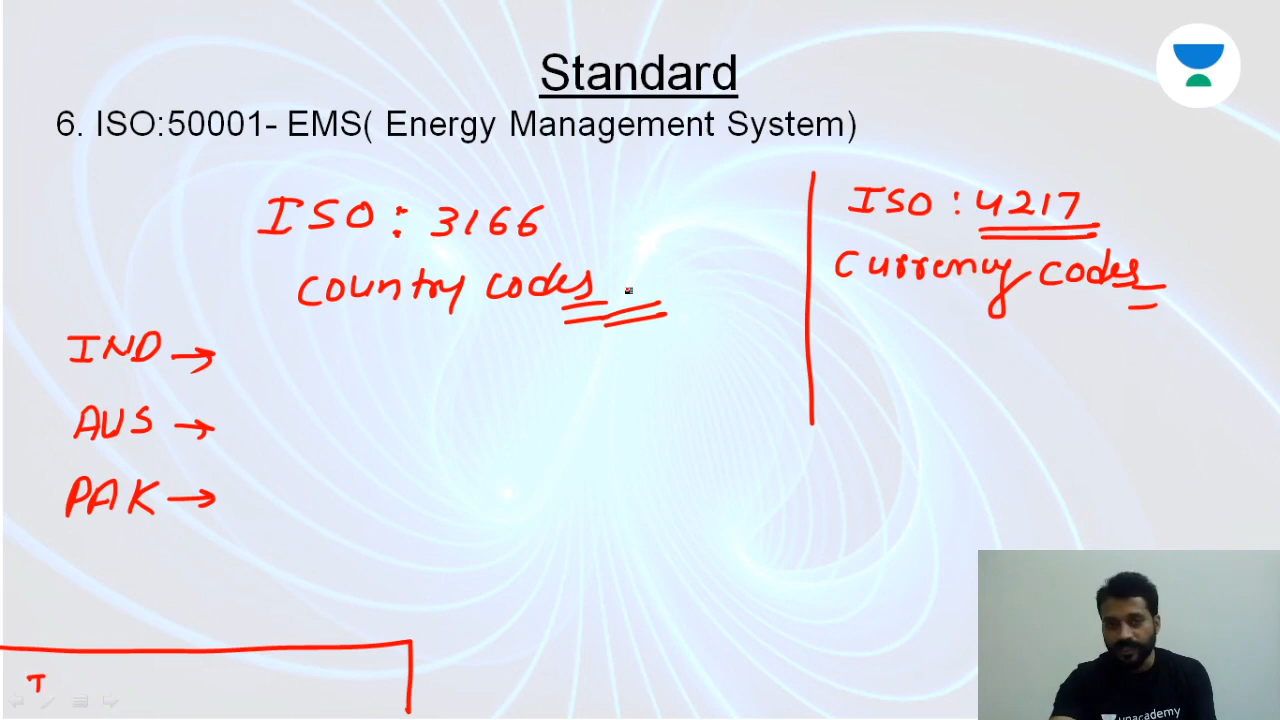 Standard
6. ISO:50001- EMS( Energy Management System)
ISO : 3166
country codes
IND →
AUS →
PAK →
ISO : 4217
Currency codes
T
unacademy